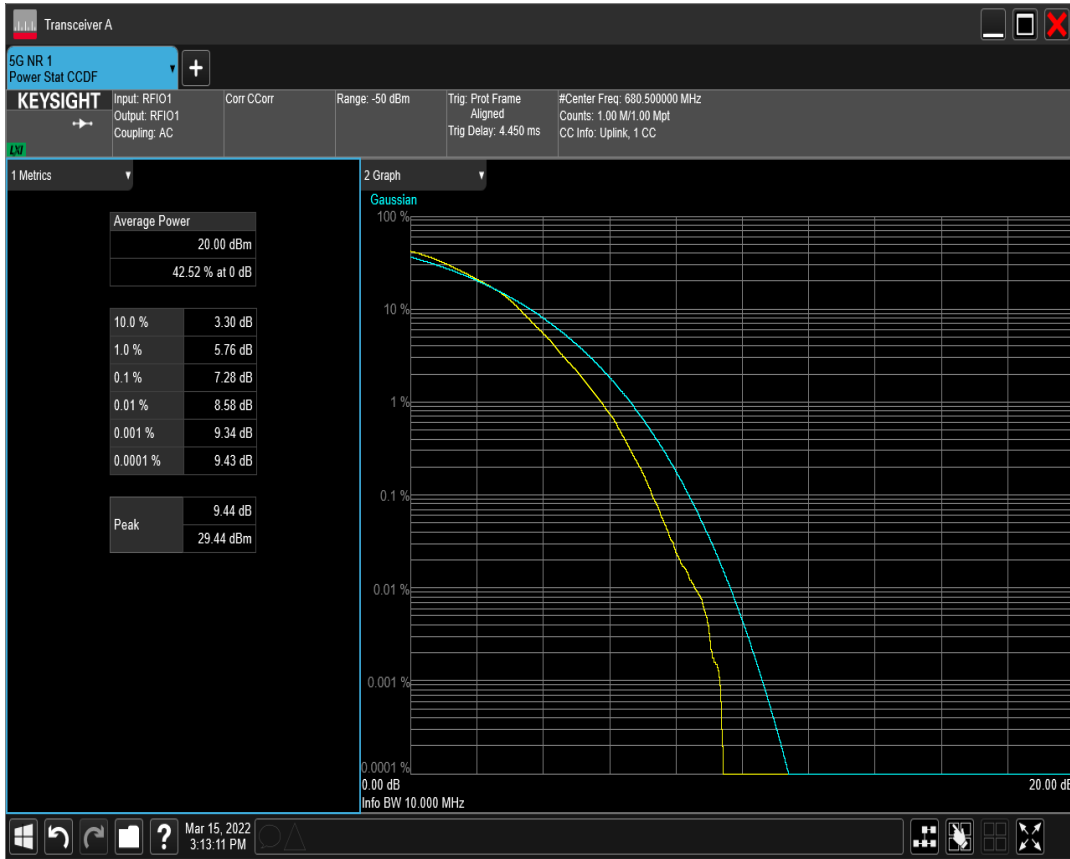 Transceiver A
5G NR 1
Power Stat CCDF
+
KEYSIGHT
LXI
Input: RFIO1
Output: RFIO1
Coupling: AC
Corr CCorr
Range: -50 dBm
Trig: Prot Frame
Aligned
Trig Delay: 4.450 ms
#Center Freq: 680.500000 MHz
Counts: 1.00 M/1.00 Mpt
CC Info: Uplink, 1 CC
1 Metrics
Average Power
20.00 dBm
42.52 % at 0 dB
10.0 % 3.30 dB
1.0 % 5.76 dB
0.1 % 7.28 dB
0.01 % 8.58 dB
0.001 % 9.34 dB
0.0001 % 9.43 dB
Peak
9.44 dB
29.44 dBm
2 Graph
Gaussian
100 %
10 %
1 %
0.1 %
0.01 %
0.001 %
0.0001 %
0.00 dB 20.00 dB
Info BW 10.000 MHz
?
Mar 15, 2022
3:13:11 PM